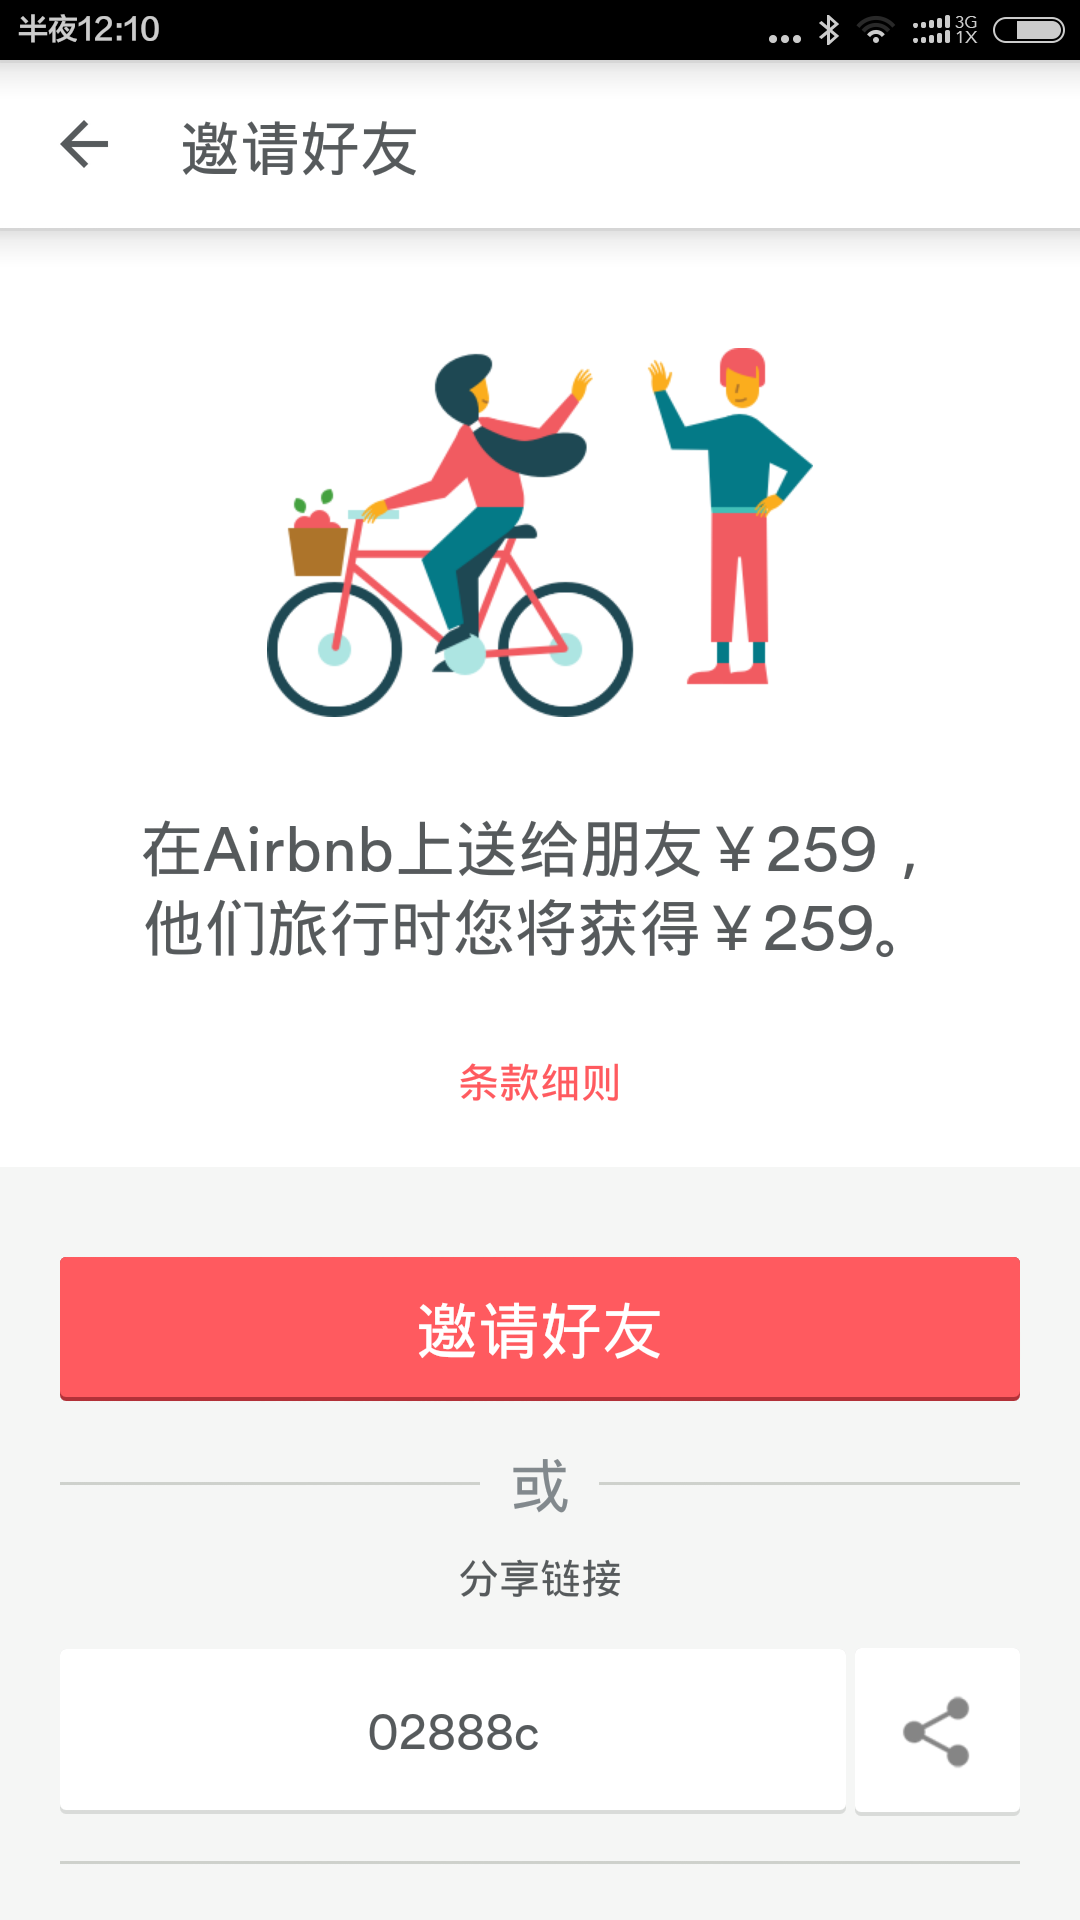 半夜12:10
3G
1X
邀请好友
在Airbnb上送给朋友￥259，
他们旅行时您将获得￥259。
条款细则
邀请好友
或
分享链接
02888c